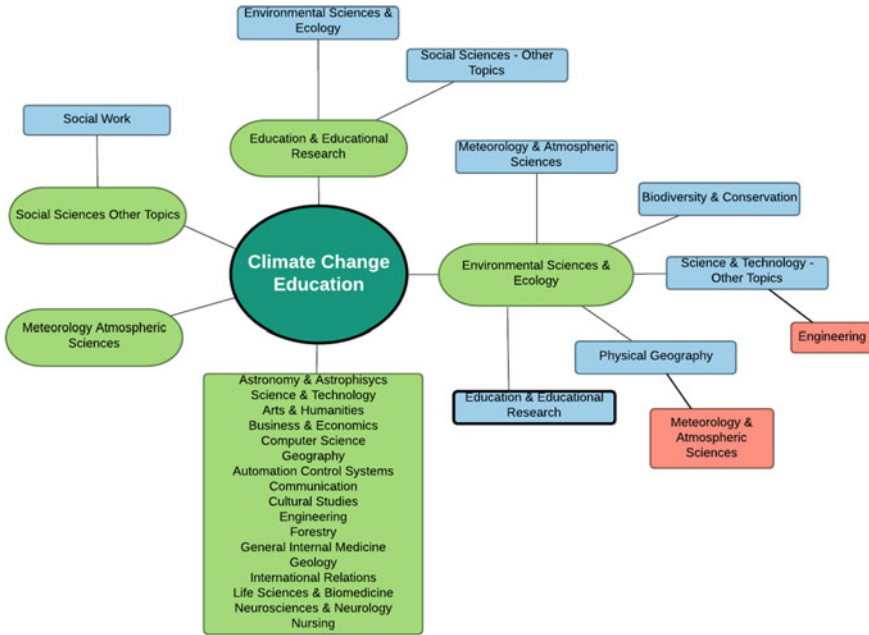 Environmental Sciences &
Ecology
Social Sciences - Other
Topics
Social Work
Education & Educational
Research
Meteorology & Atmospheric
Sciences
Biodiversity & Conservation
Social Sciences Other Topics
Climate Change
Education
Environmental Sciences &
Ecology
Science & Technology -
Other Topics
Meteorology Atmospheric
Sciences
Engineering
Physical Geography
Education & Educational
Research
Meteorology &
Atmospheric
Sciences
Astronomy & Astrophisycs
Science & Technology
Arts & Humanities
Business & Economics
Computer Science
Geography
Automation Control Systems
Communication
Cultural Studies
Engineering
Forestry
General Internal Medicine
Geology
International Relations
Life Sciences & Biomedicine
Neurosciences & Neurology
Nursing